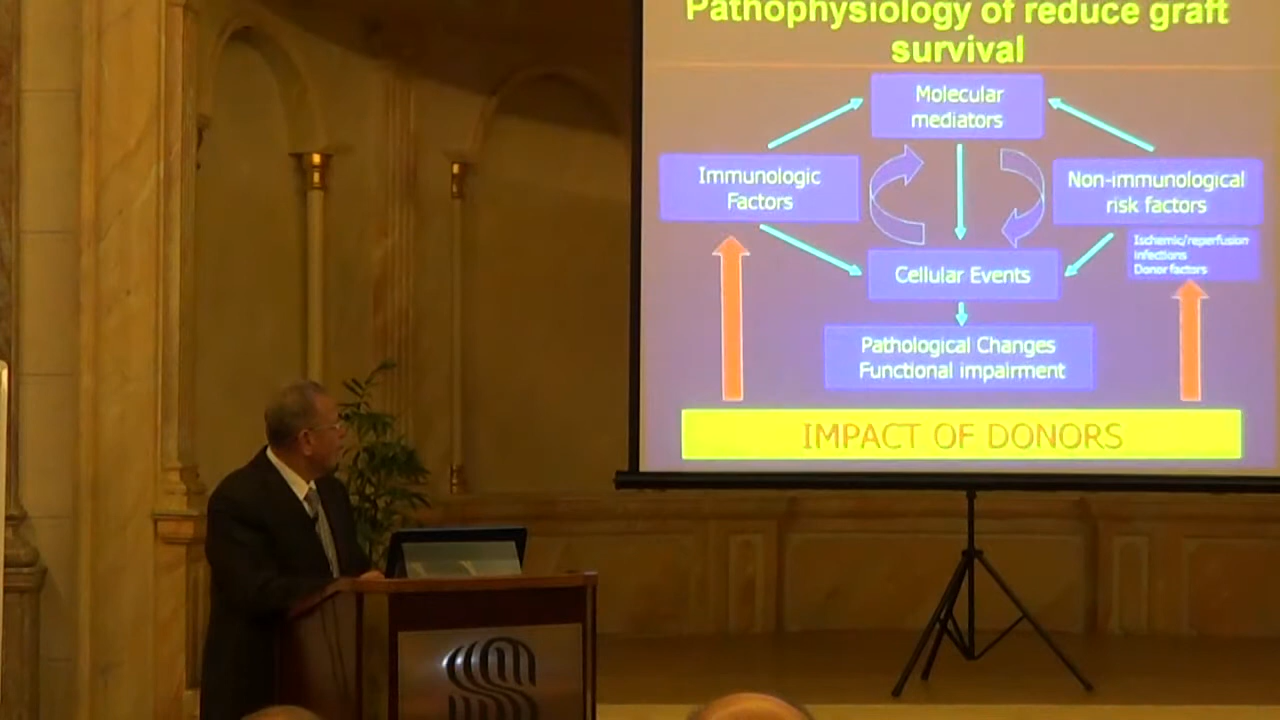 Pathophysiology of reduce graft
survival
Molecular
mediators
Immunologic
Factors
Non-immunological
risk factors
Ischemic/reperfusion
infections
Donor factors
Cellular Events
Pathological Changes
Functional impairment
IMPACT OF DONORS